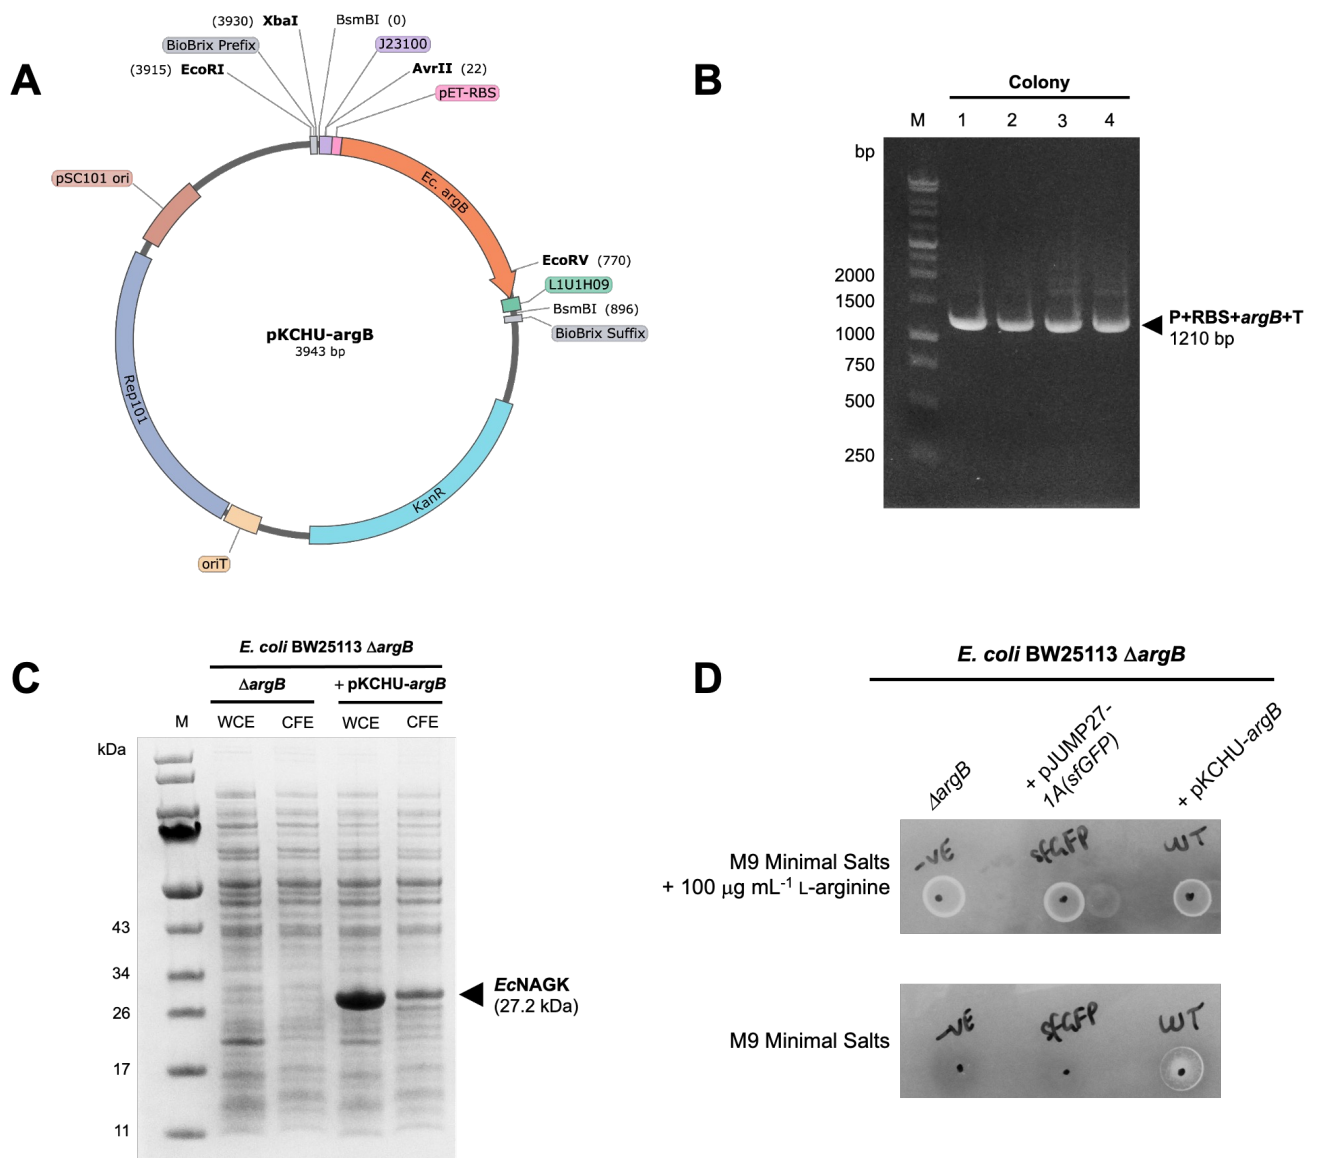 A
(3930) XbaI
BsmBI (0)
BioBrix Prefix
J23100
(3915) EcoRI
AvrII (22)
pET-RBS
pSC101 ori
Ec. argB
EcoRV (770)
L1U1H09
BsmBI (896)
BioBrix Suffix
pKCHU-argB
3943 bp
Rep101
KanR
oriT
B
Colony
M 1 2 3 4
bp
2000
1500
1000
750
500
250
P+RBS+argB+T
1210 bp
C
E. coli BW25113 ΔargB
ΔargB + pKCHU-argB
M WCE CFE WCE CFE
kDa
43
34
26
17
11
EcNAGK
(27.2 kDa)
D
E. coli BW25113 ΔargB
ΔargB
+ pJUMP27-
1A(sfGFP)
+ pKCHU-argB
M9 Minimal Salts
+ 100 µg mL-1 L-arginine
-VE sfGFP WT
M9 Minimal Salts
-VE sfGFP WT